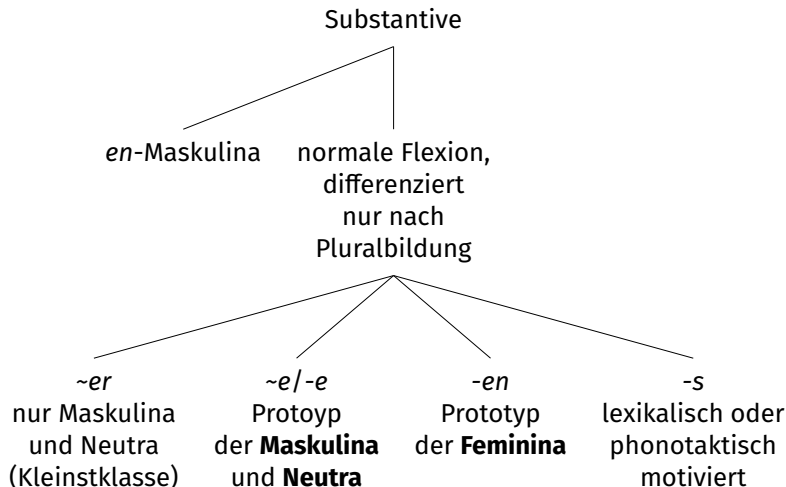 Substantive
en-Maskulina
normale Flexion,
differenziert
nur nach
Pluralbildung
~er
nur Maskulina
und Neutra
(Kleinstklasse)
~e/-e
Protoyp
der Maskulina
und Neutra
-en
Prototyp
der Feminina
-s
lexikalisch oder
phonotaktisch
motiviert